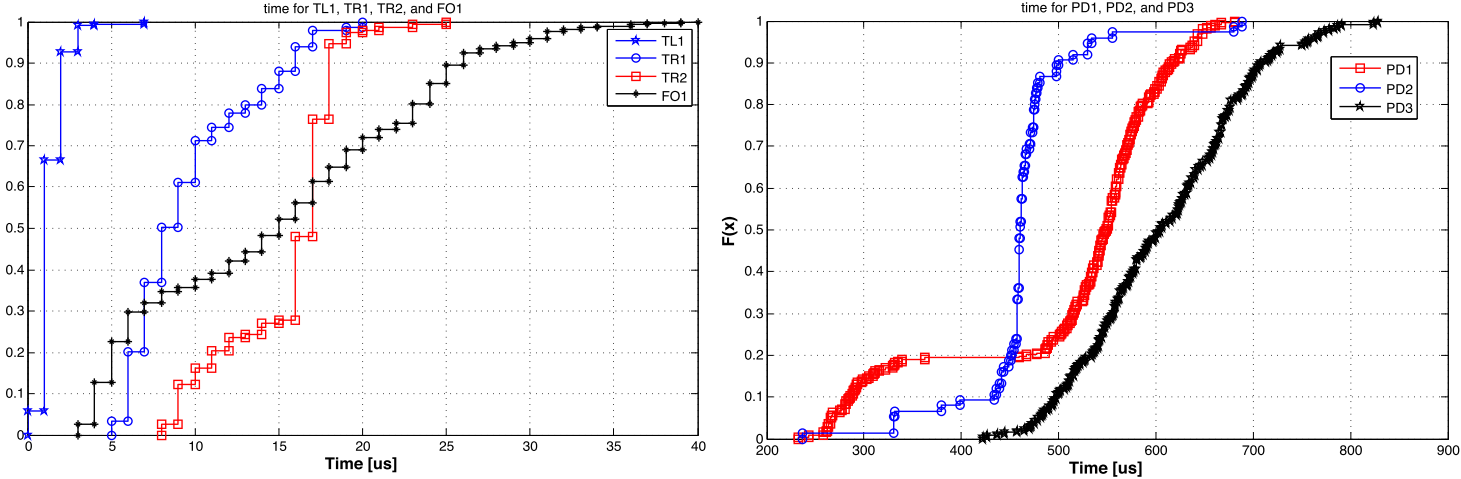 time for TL1, TR1, TR2, and FO1
1
0.9
0.8
0.7
0.6
0.5
0.4
0.3
0.2
0.1
0
0 5 10 15 20 25 30 35 40
Time [us]
TL1
TR1
TR2
FO1
time for PD1, PD2, and PD3
F(x)
1
0.9
0.8
0.7
0.6
0.5
0.4
0.3
0.2
0.1
0
200 300 400 500 600 700 800 900
Time [us]
PD1
PD2
PD3